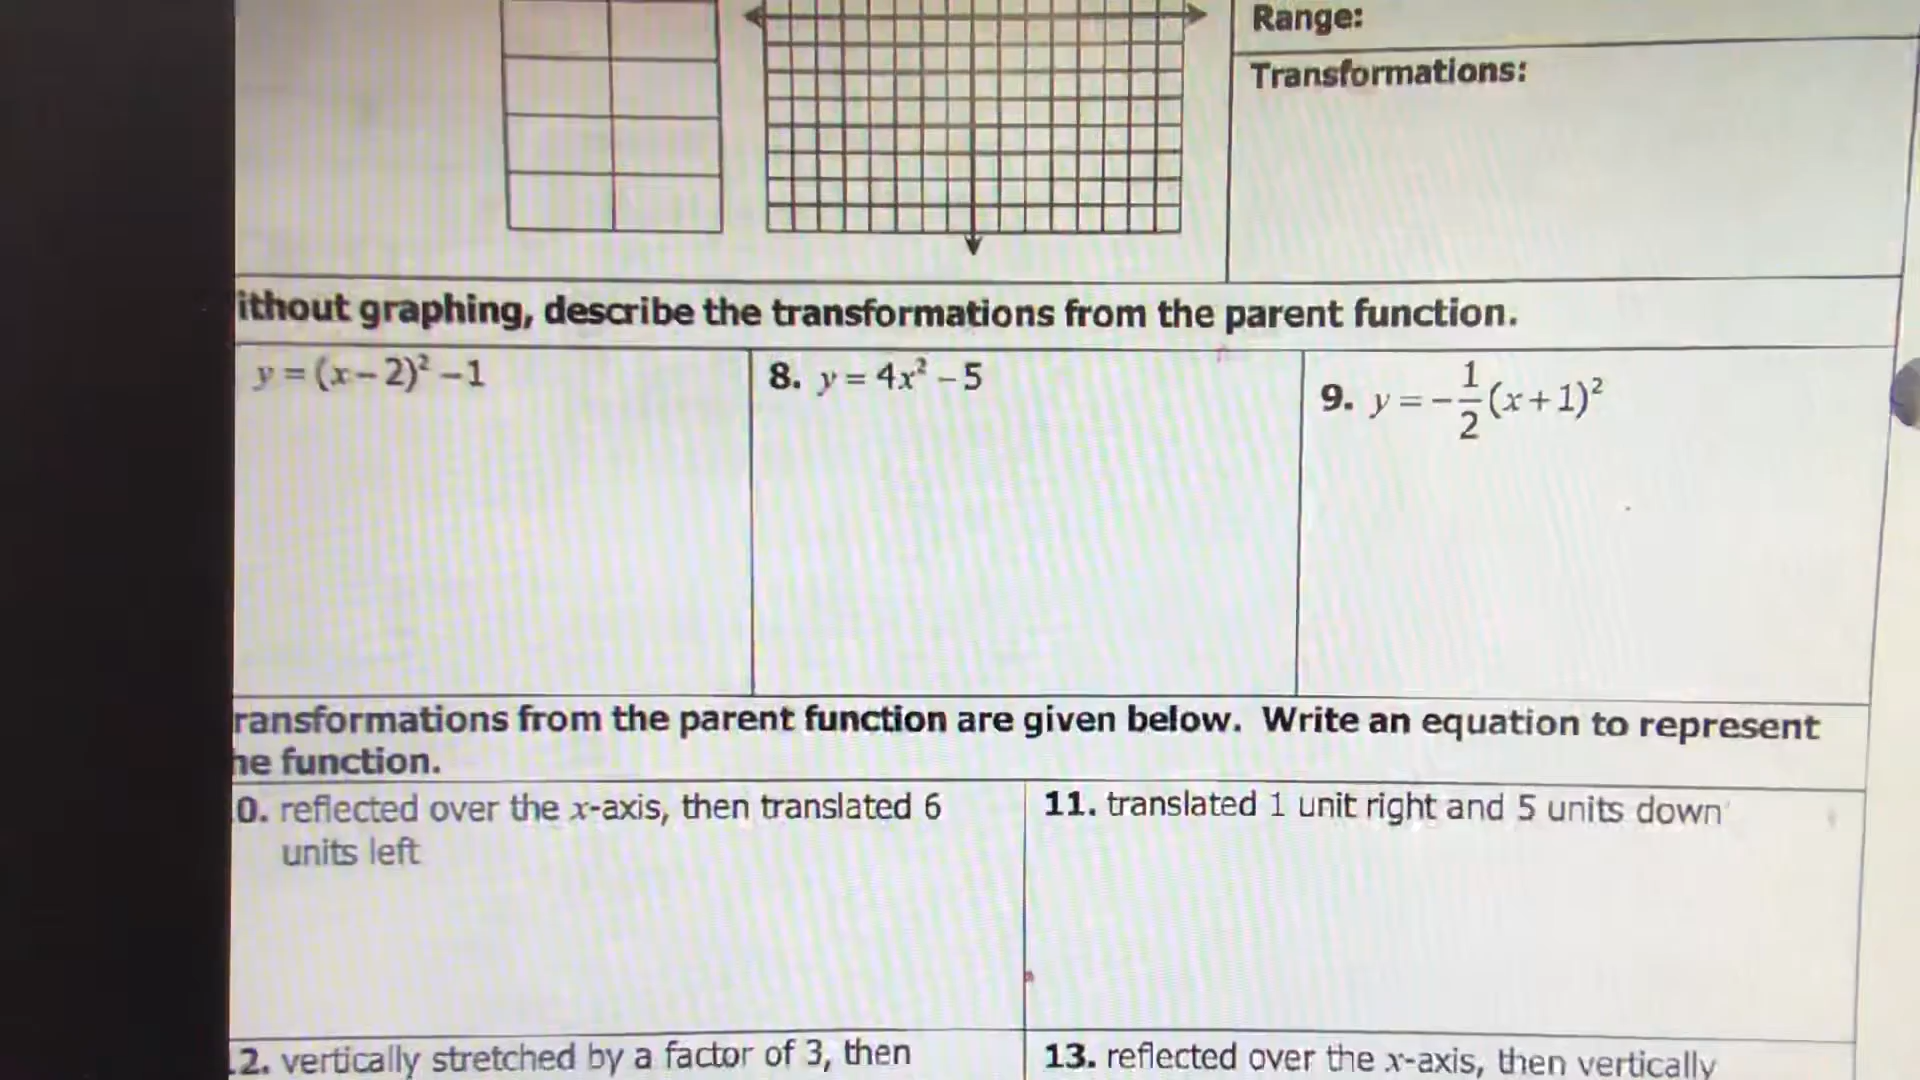 Range:
Transformations:
ithout graphing, describe the transformations from the parent function.
y = (x – 2)² – 1
8. y = 4x² – 5
9. y = –1/2(x + 1)²
ransformations from the parent function are given below. Write an equation to represent
he function.
0. reflected over the x-axis, then translated 6
units left
11. translated 1 unit right and 5 units down
2. vertically stretched by a factor of 3, then
13. reflected over the x-axis, then vertically